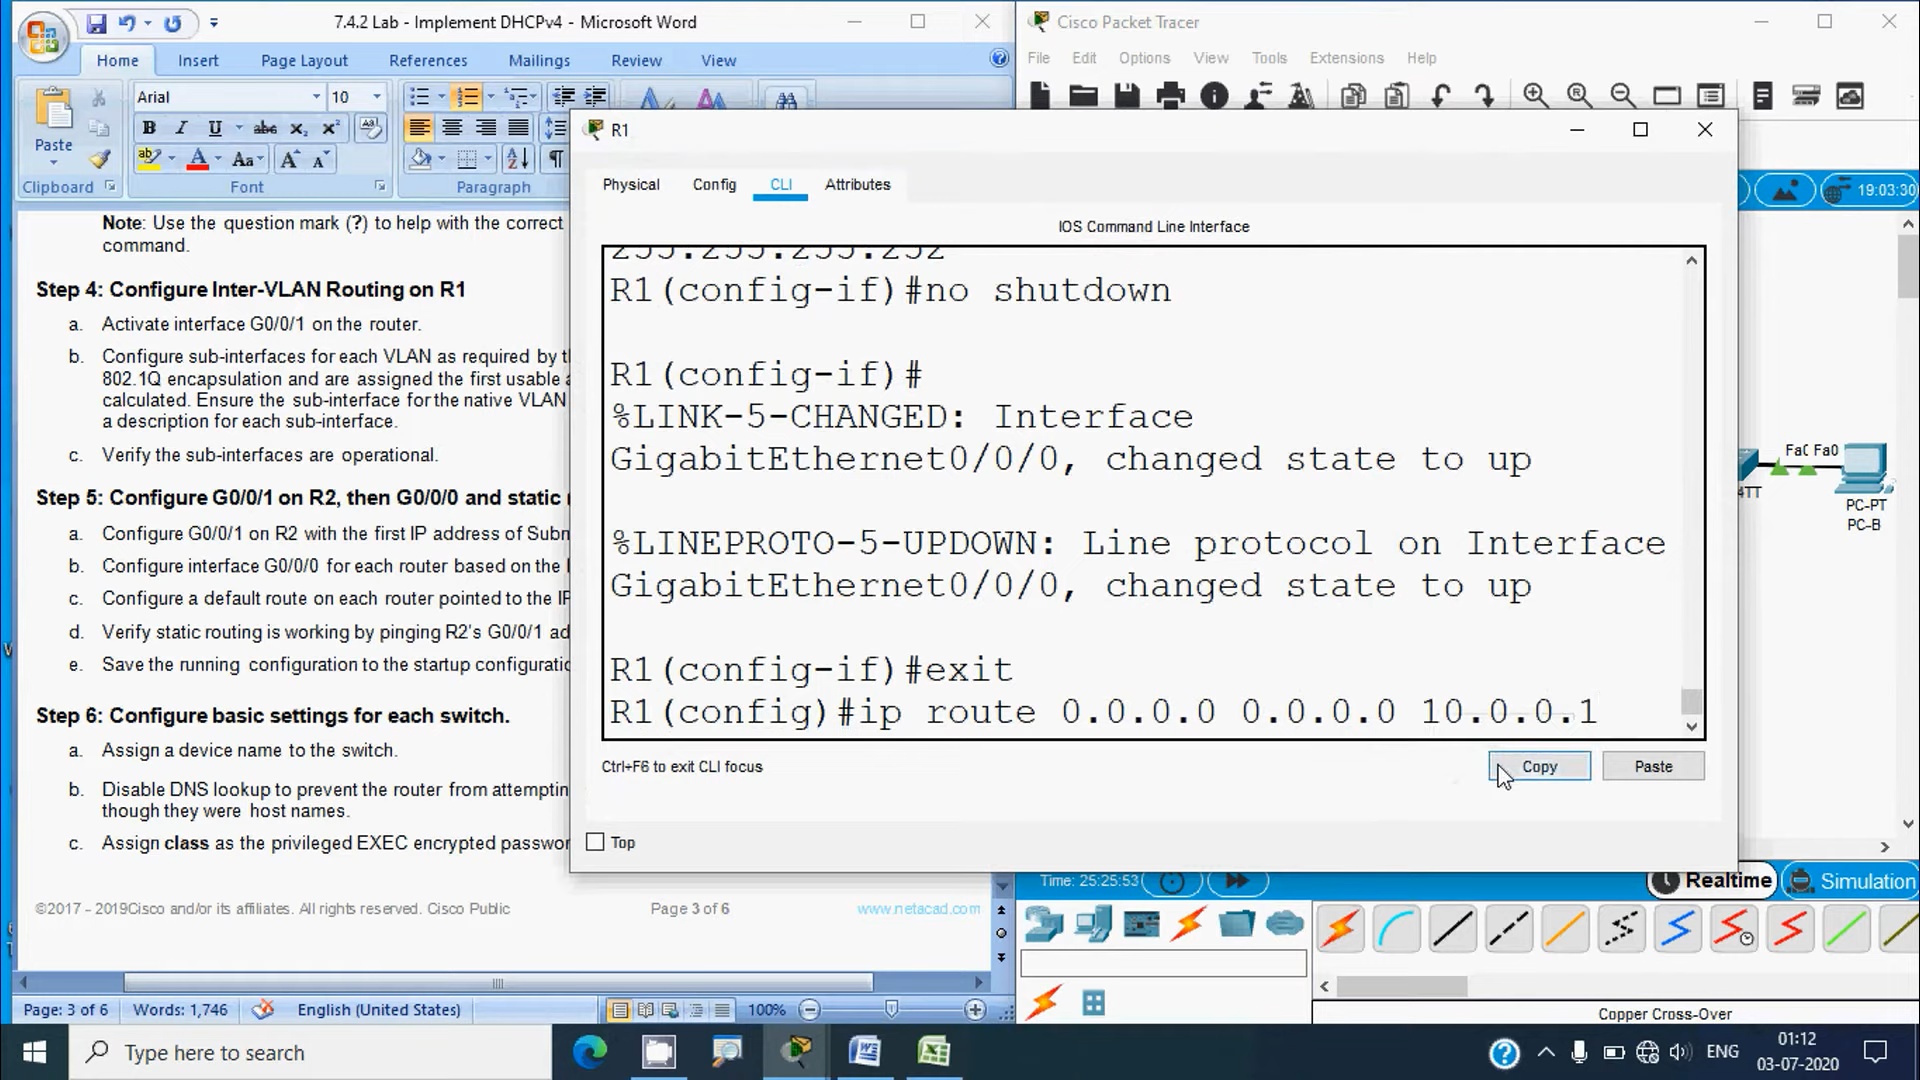 7.4.2 Lab - Implement DHCPv4 - Microsoft Word
Home Insert Page Layout References Mailings Review View
Arial 10
Paste
Clipboard Font Paragraph
Note: Use the question mark (?) to help with the correct
command.
Step 4: Configure Inter-VLAN Routing on R1
a. Activate interface G0/0/1 on the router.
b. Configure sub-interfaces for each VLAN as required by
802.1Q encapsulation and are assigned the first usable
calculated. Ensure the sub-interface for the native VLAN
a description for each sub-interface.
c. Verify the sub-interfaces are operational.
Step 5: Configure G0/0/1 on R2, then G0/0/0 and static
a. Configure G0/0/1 on R2 with the first IP address of
b. Configure interface G0/0/0 for each router based on the
c. Configure a default route on each router pointed to the
d. Verify static routing is working by pinging R2's G0/0/1
e. Save the running configuration to the startup
Step 6: Configure basic settings for each switch.
a. Assign a device name to the switch.
b. Disable DNS lookup to prevent the router from
though they were host names.
c. Assign class as the privileged EXEC encrypted
©2017 - 2019Cisco and/or its affiliates. All rights reserved. Cisco Public Page 3 of 6 www.netacad.com
Page: 3 of 6 Words: 1,746 English (United States) 100%
Cisco Packet Tracer
File Edit Options View Tools Extensions Help
R1
Physical Config CLI Attributes
IOS Command Line Interface
255.255.255.252
R1(config-if)#no shutdown
R1(config-if)#
%LINK-5-CHANGED: Interface
GigabitEthernet0/0/0, changed state to up
%LINEPROTO-5-UPDOWN: Line protocol on Interface
GigabitEthernet0/0/0, changed state to up
R1(config-if)#exit
R1(config)#ip route 0.0.0.0 0.0.0.0 10.0.0.1
Ctrl+F6 to exit CLI focus
Copy Paste
Top
19:03:30
Fa0
PC-PT
PC-B
Time: 25:25:53
Realtime Simulation
Copper Cross-Over
Type here to search
ENG
01:12
03-07-2020